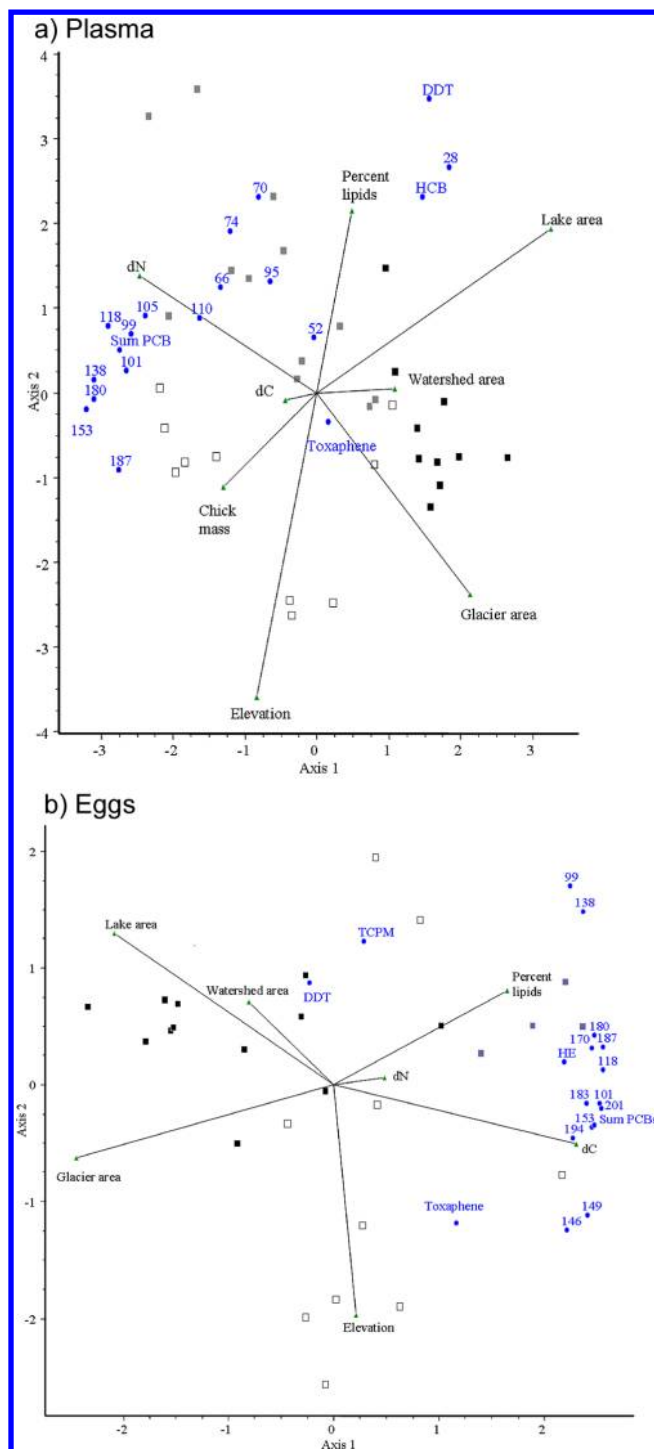 a) Plasma
4
DDT
28
Percent
lipids
HCB
70
Lake area
3
74
2
dN
66
95
118
105
110
99
1
52
Sum PCB
101
138
dC
Watershed area
180
0
153
Toxaphene
187
-1
Chick
mass
-2
Glacier area
-3
Elevation
-4
Axis 2
-3
-2
-1
0
1
2
3
Axis 1
b) Eggs
2
99
138
Lake area
TCPM
1
Watershed area
DDT
Percent
lipids
180
170
187
HE
118
dN
0
183
101
201
153
Sum PCBs
194
dC
Glacier area
-1
Toxaphene
149
146
-2
Elevation
Axis 2
-2
-1
0
1
2
Axis 1